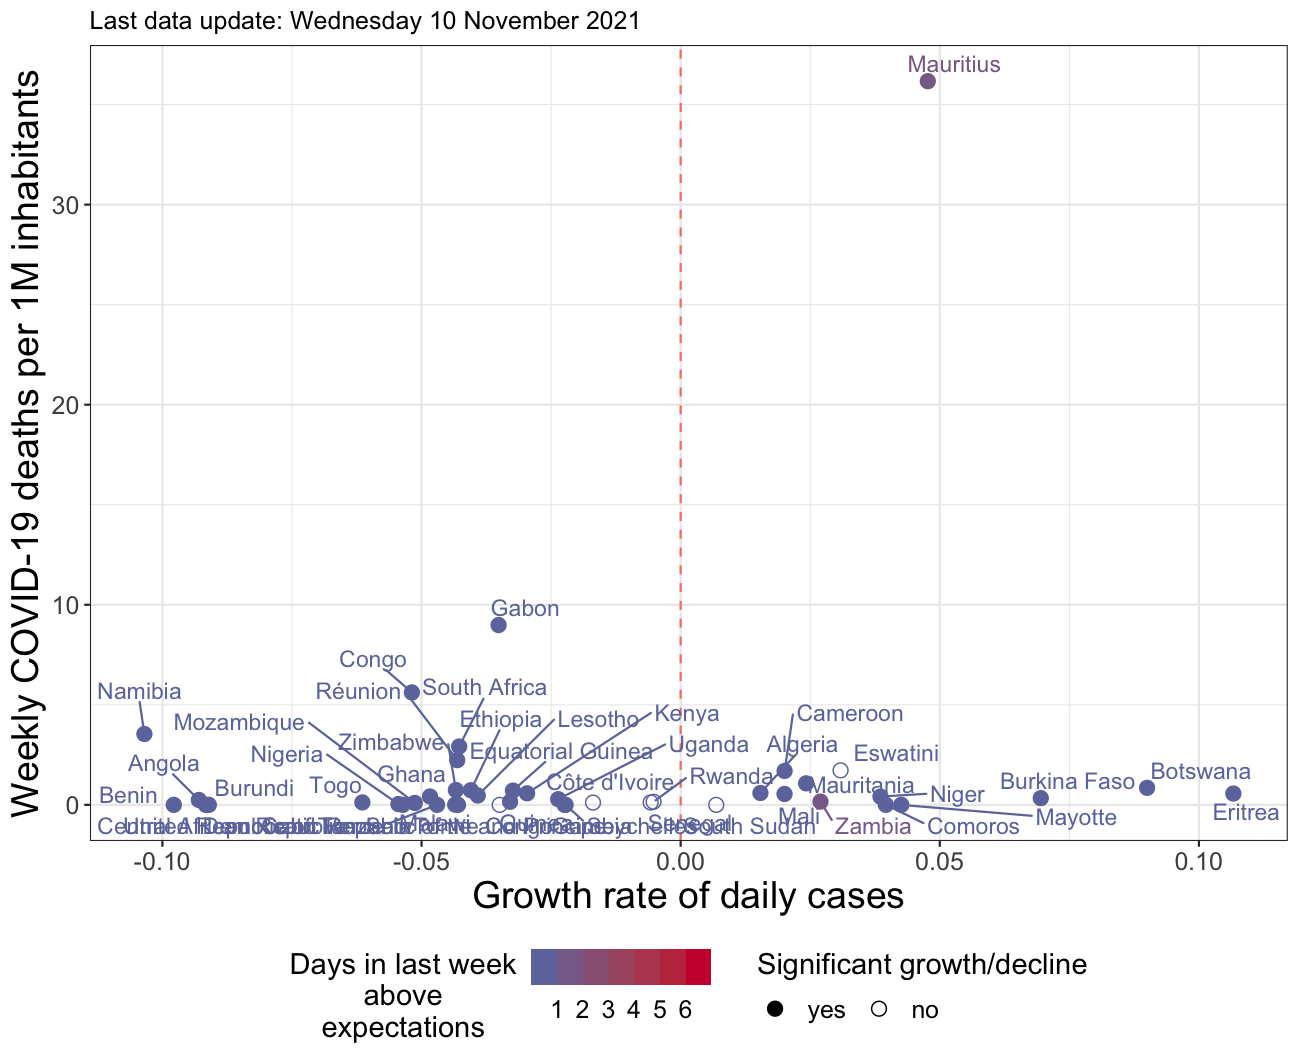 Last data update: Wednesday 10 November 2021
Weekly COVID-19 deaths per 1M inhabitants
30
20
10
0
Mauritius
Gabon
Congo
Réunion
South Africa
Namibia
Mozambique
Ethiopia
Lesotho
Kenya
Cameroon
Nigeria
Zimbabwe
Equatorial Guinea
Uganda
Algeria
Eswatini
Angola
Ghana
Côte d'Ivoire
Rwanda
Mauritania
Burkina Faso
Botswana
Benin
Burundi
Togo
Niger
Mayotte
Eritrea
Mali
Zambia
Comoros
Malawi
Guinea
Senegal
South Sudan
-0.10
-0.05
0.00
0.05
0.10
Growth rate of daily cases
Days in last week
above
expectations
1 2 3 4 5 6
Significant growth/decline
yes
no